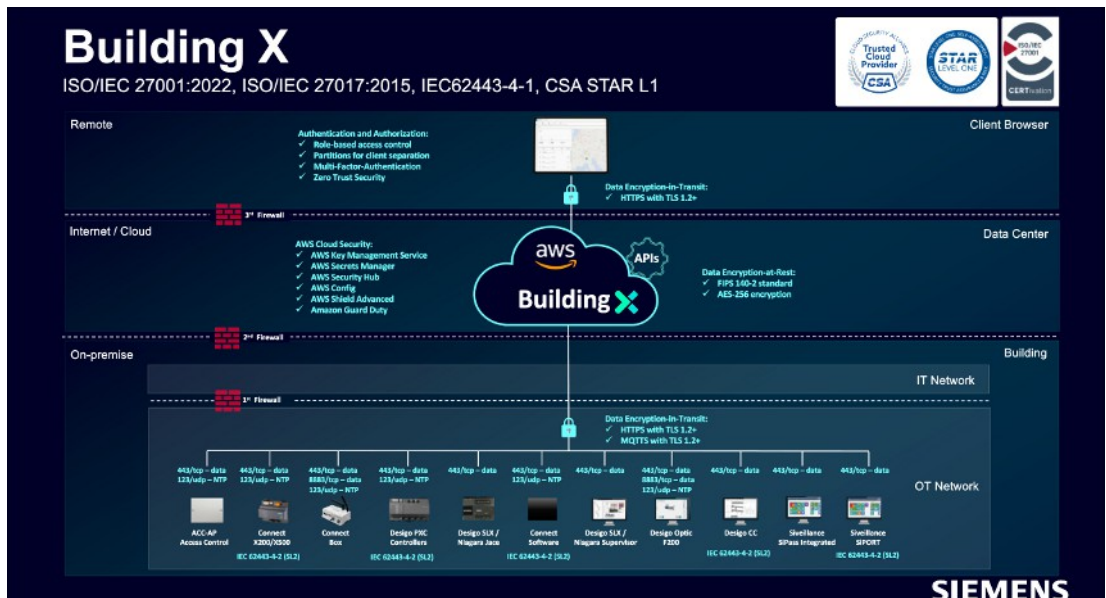 Building X
ISO/IEC 27001:2022, ISO/IEC 27017:2015, IEC62443-4-1, CSA STAR L1
CLOUD SECURITY ALLIANCE
Trusted
Cloud
Provider
CSA
STAR
LEVEL ONE
ISO/IEC
27001
CERTivation
Remote
Client Browser
Authentication and Authorization:
✓ Role-based access control
✓ Partitions for client separation
✓ Multi-Factor-Authentication
✓ Zero Trust Security
Data Encryption-in-Transit:
✓ HTTPS with TLS 1.2+
3rd Firewall
Internet / Cloud
Data Center
AWS Cloud Security:
✓ AWS Key Management Service
✓ AWS Secrets Manager
✓ AWS Security Hub
✓ AWS Config
✓ AWS Shield Advanced
✓ Amazon Guard Duty
aws
APIs
Building X
Data Encryption-at-Rest:
✓ FIPS 140-2 standard
✓ AES-256 encryption
2nd Firewall
On-premise
Building
IT Network
1st Firewall
Data Encryption-in-Transit:
✓ HTTPS with TLS 1.2+
✓ MQTTS with TLS 1.2+
OT Network
443/tcp – data
123/udp – NTP
ACC-AP
Access Control
443/tcp – data
123/udp – NTP
Connect
X200/X300
IEC 62443-4-2 (SL2)
443/tcp – data
8883/tcp – data
123/udp – NTP
Connect
Box
443/tcp – data
123/udp – NTP
Desigo PXC
Controllers
IEC 62443-4-2 (SL2)
443/tcp – data
Desigo SLX /
Niagara Jace
443/tcp – data
123/udp – NTP
Connect
Software
IEC 62443-4-2 (SL2)
443/tcp – data
Desigo SLX /
Niagara Supervisor
443/tcp – data
8883/tcp – data
123/udp – NTP
Desigo Optic
F200
443/tcp – data
Desigo CC
IEC 62443-4-2 (SL2)
443/tcp – data
Siveillance
SiPass Integrated
443/tcp – data
Siveillance
SIPORT
IEC 62443-4-2 (SL2)
SIEMENS